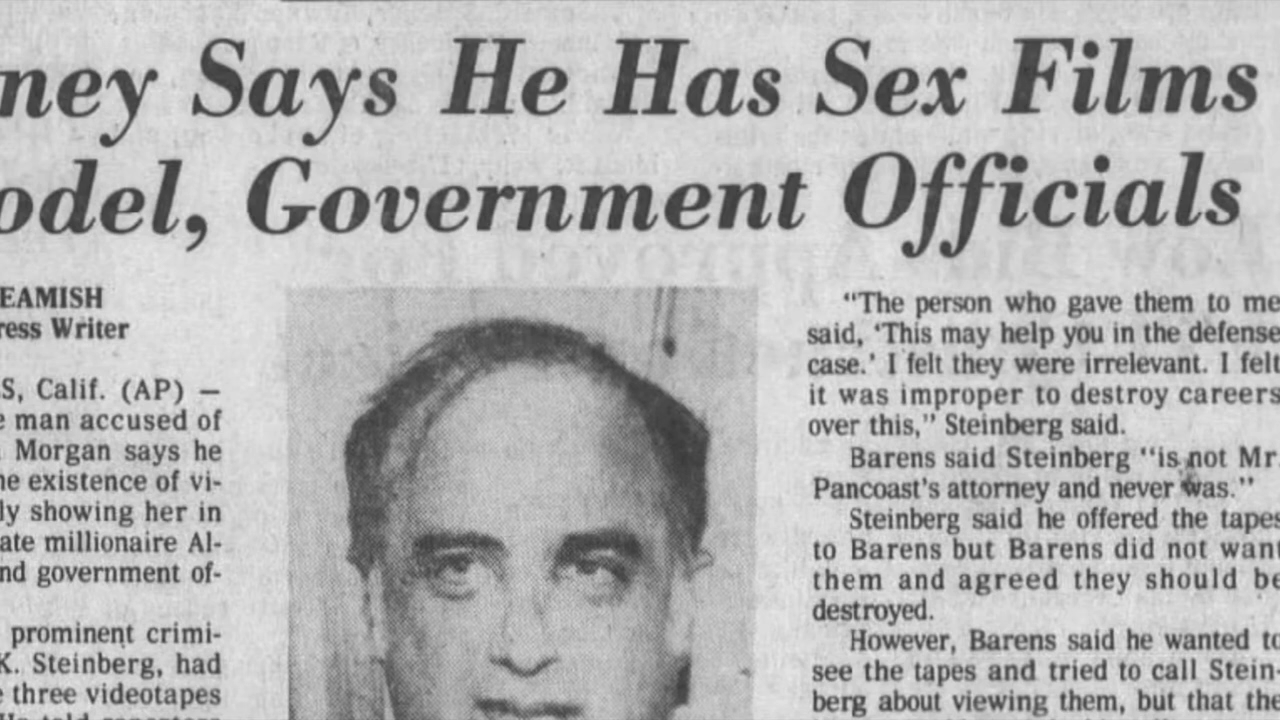 ney Says He Has Sex Films
odel, Government Officials
EAMISH
ress Writer
S, Calif. (AP) —
e man accused of
Morgan says he
he existence of vi-
ly showing her in
ate millionaire Al-
nd government of-
prominent crimi-
K. Steinberg, had
e three videotapes
He told reporters
"The person who gave them to me
said, 'This may help you in the defense
case.' I felt they were irrelevant. I felt
it was improper to destroy careers
over this," Steinberg said.
Barens said Steinberg "is not Mr.
Pancoast's attorney and never was."
Steinberg said he offered the tapes
to Barens but Barens did not want
them and agreed they should be
destroyed.
However, Barens said he wanted to
see the tapes and tried to call Stein-
berg about viewing them, but that the